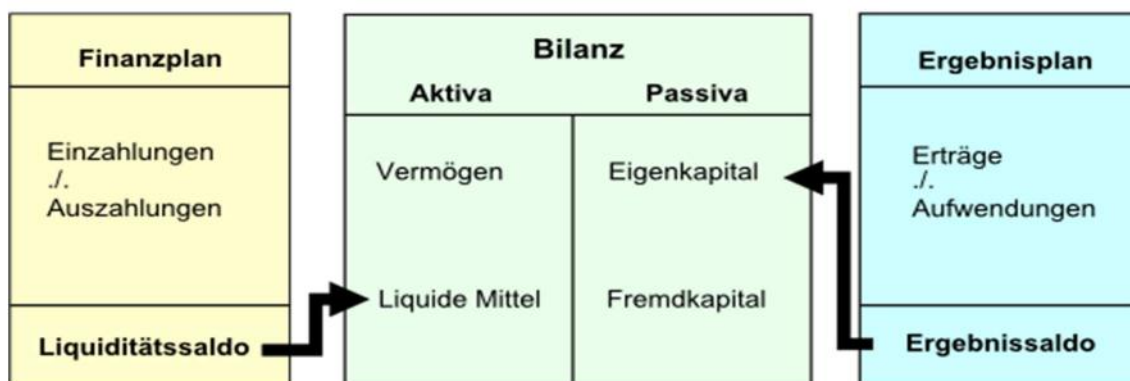 Finanzplan
Einzahlungen
./.
Auszahlungen
Liquiditätssaldo
Bilanz
Aktiva
Passiva
Vermögen
Eigenkapital
Liquide Mittel
Fremdkapital
Ergebnisplan
Erträge
./.
Aufwendungen
Ergebnissaldo